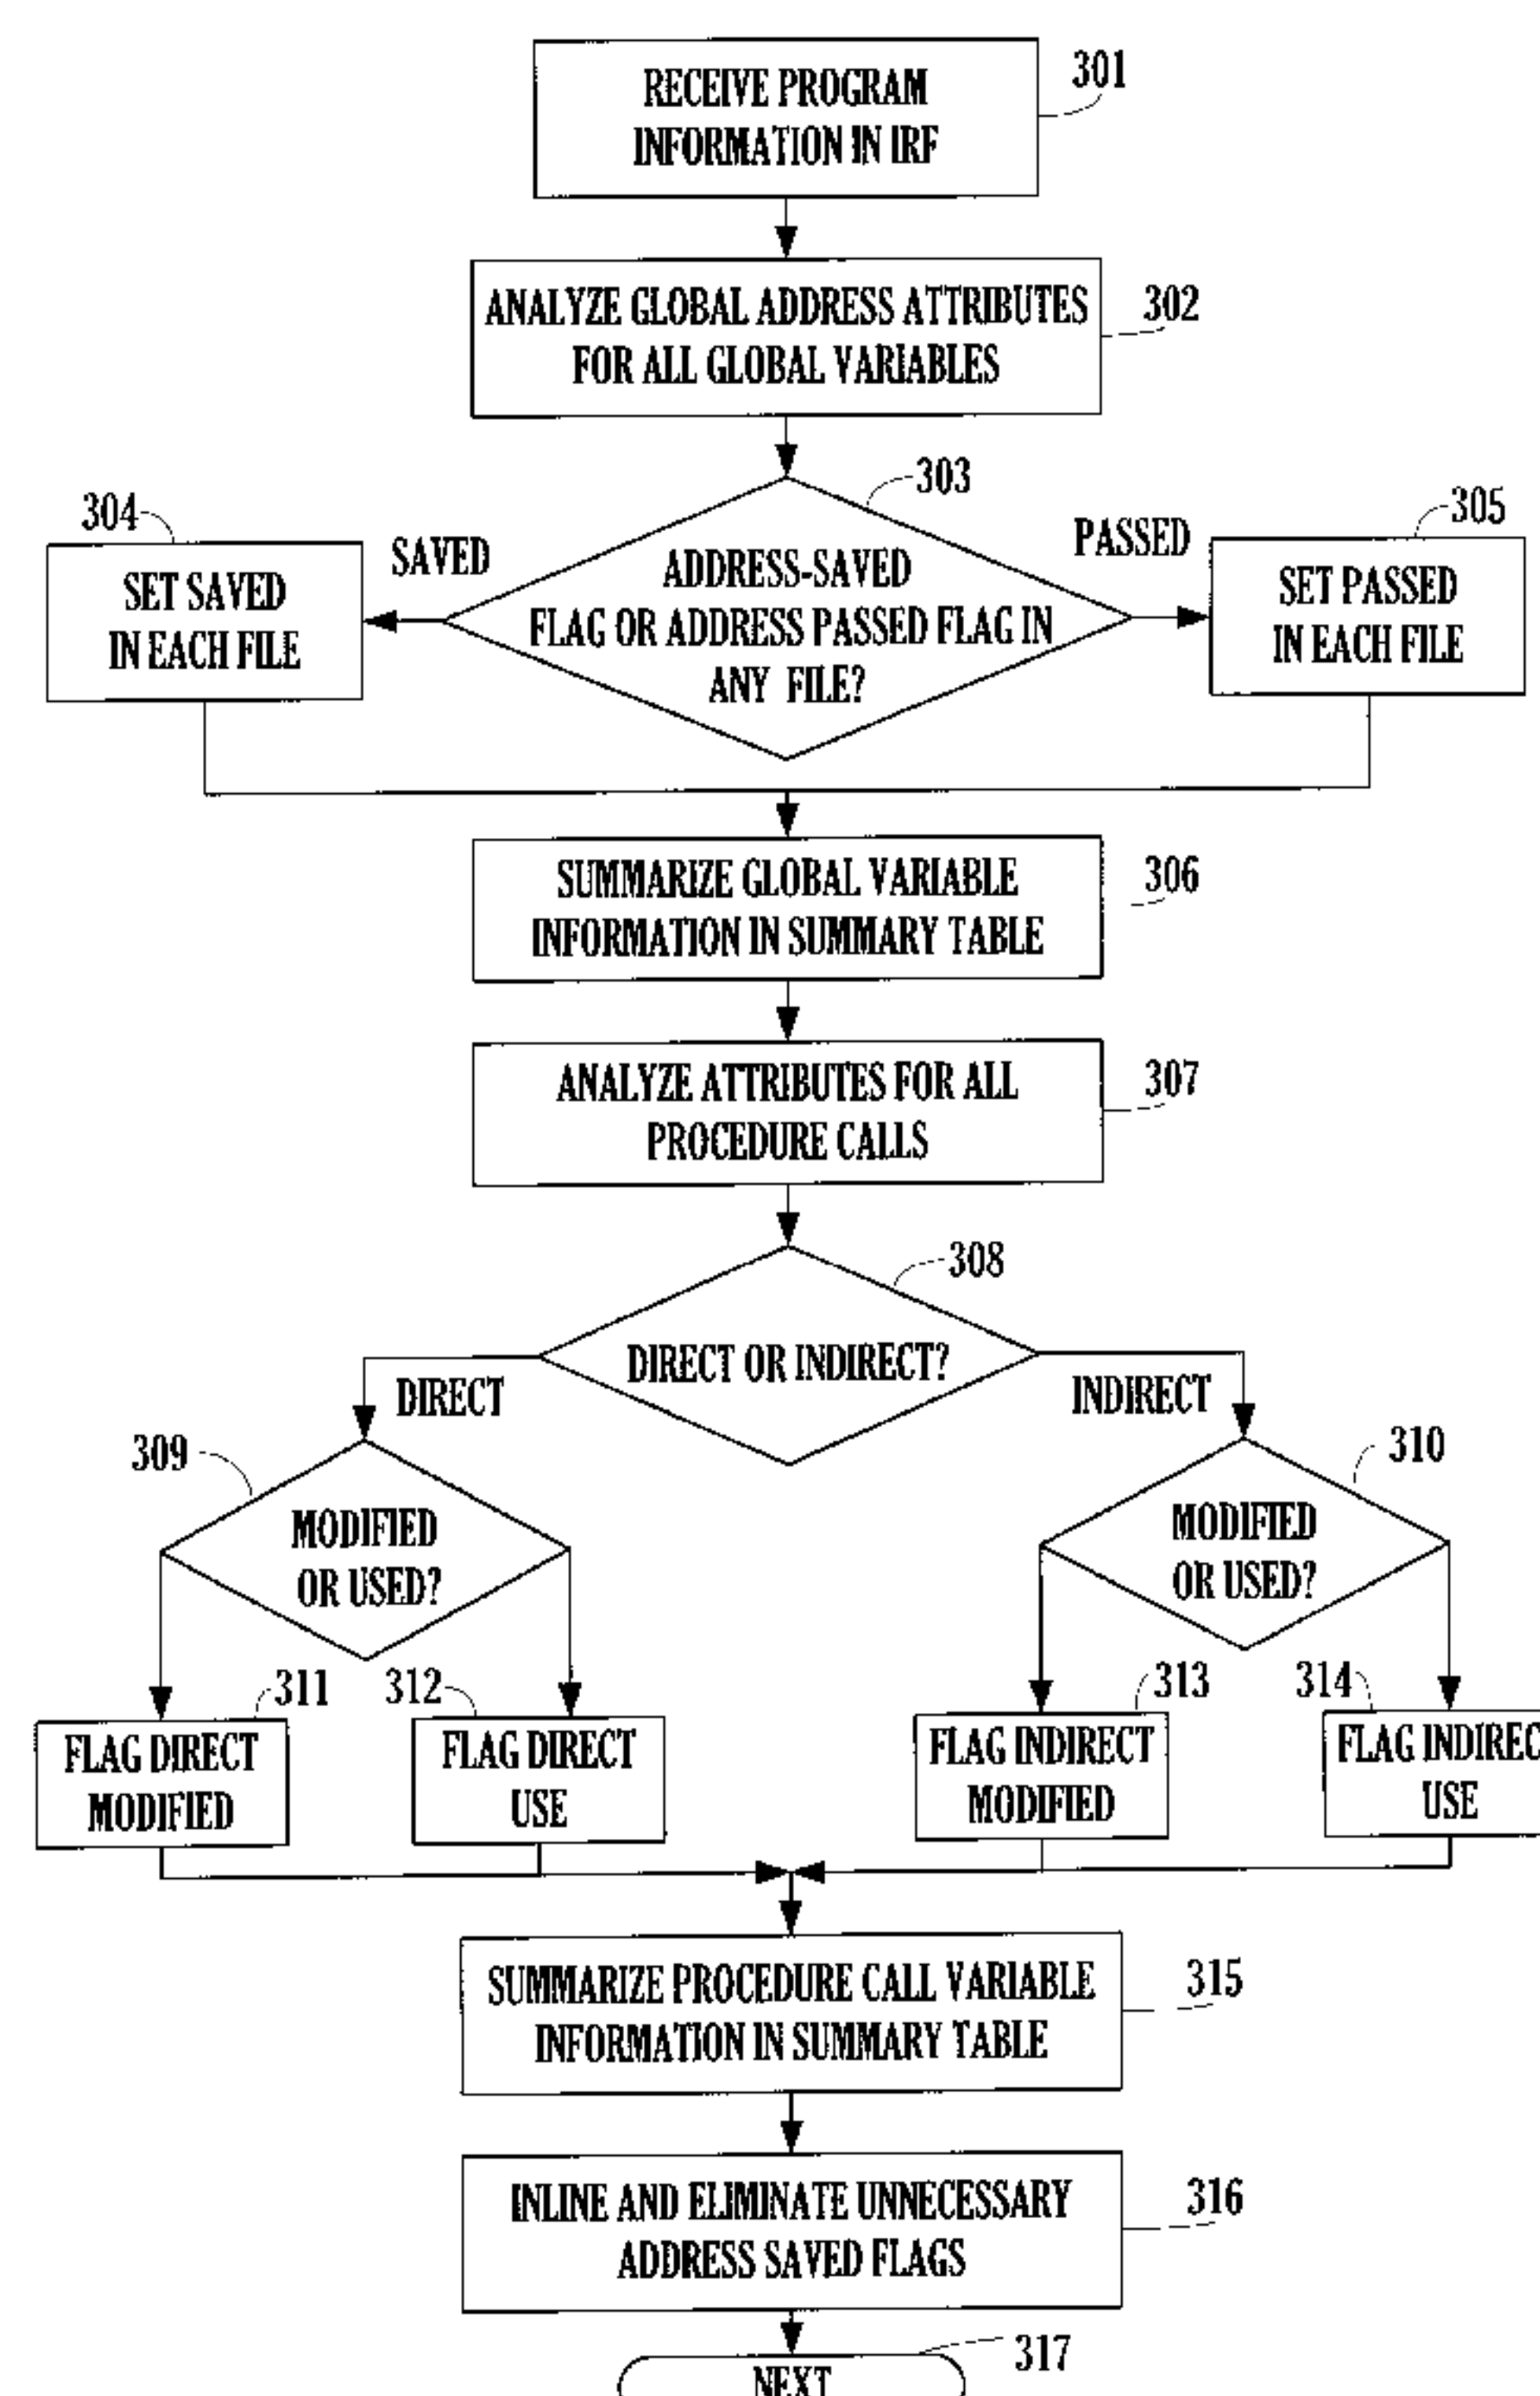 RECEIVE PROGRAM
INFORMATION IN IRF
301
ANALYZE GLOBAL ADDRESS ATTRIBUTES
FOR ALL GLOBAL VARIABLES
302
303
304
SAVED
PASSED
305
SET SAVED
IN EACH FILE
ADDRESS-SAVED
FLAG OR ADDRESS PASSED FLAG IN
ANY FILE?
SET PASSED
IN EACH FILE
SUMMARIZE GLOBAL VARIABLE
INFORMATION IN SUMMARY TABLE
306
ANALYZE ATTRIBUTES FOR ALL
PROCEDURE CALLS
307
308
DIRECT OR INDIRECT?
DIRECT
INDIRECT
309
MODIFIED
OR USED?
310
MODIFIED
OR USED?
311
312
313
314
FLAG DIRECT
MODIFIED
FLAG DIRECT
USE
FLAG INDIRECT
MODIFIED
FLAG INDIREC
USE
SUMMARIZE PROCEDURE CALL VARIABLE
INFORMATION IN SUMMARY TABLE
315
INLINE AND ELIMINATE UNNECESSARY
ADDRESS SAVED FLAGS
316
317
NEXT